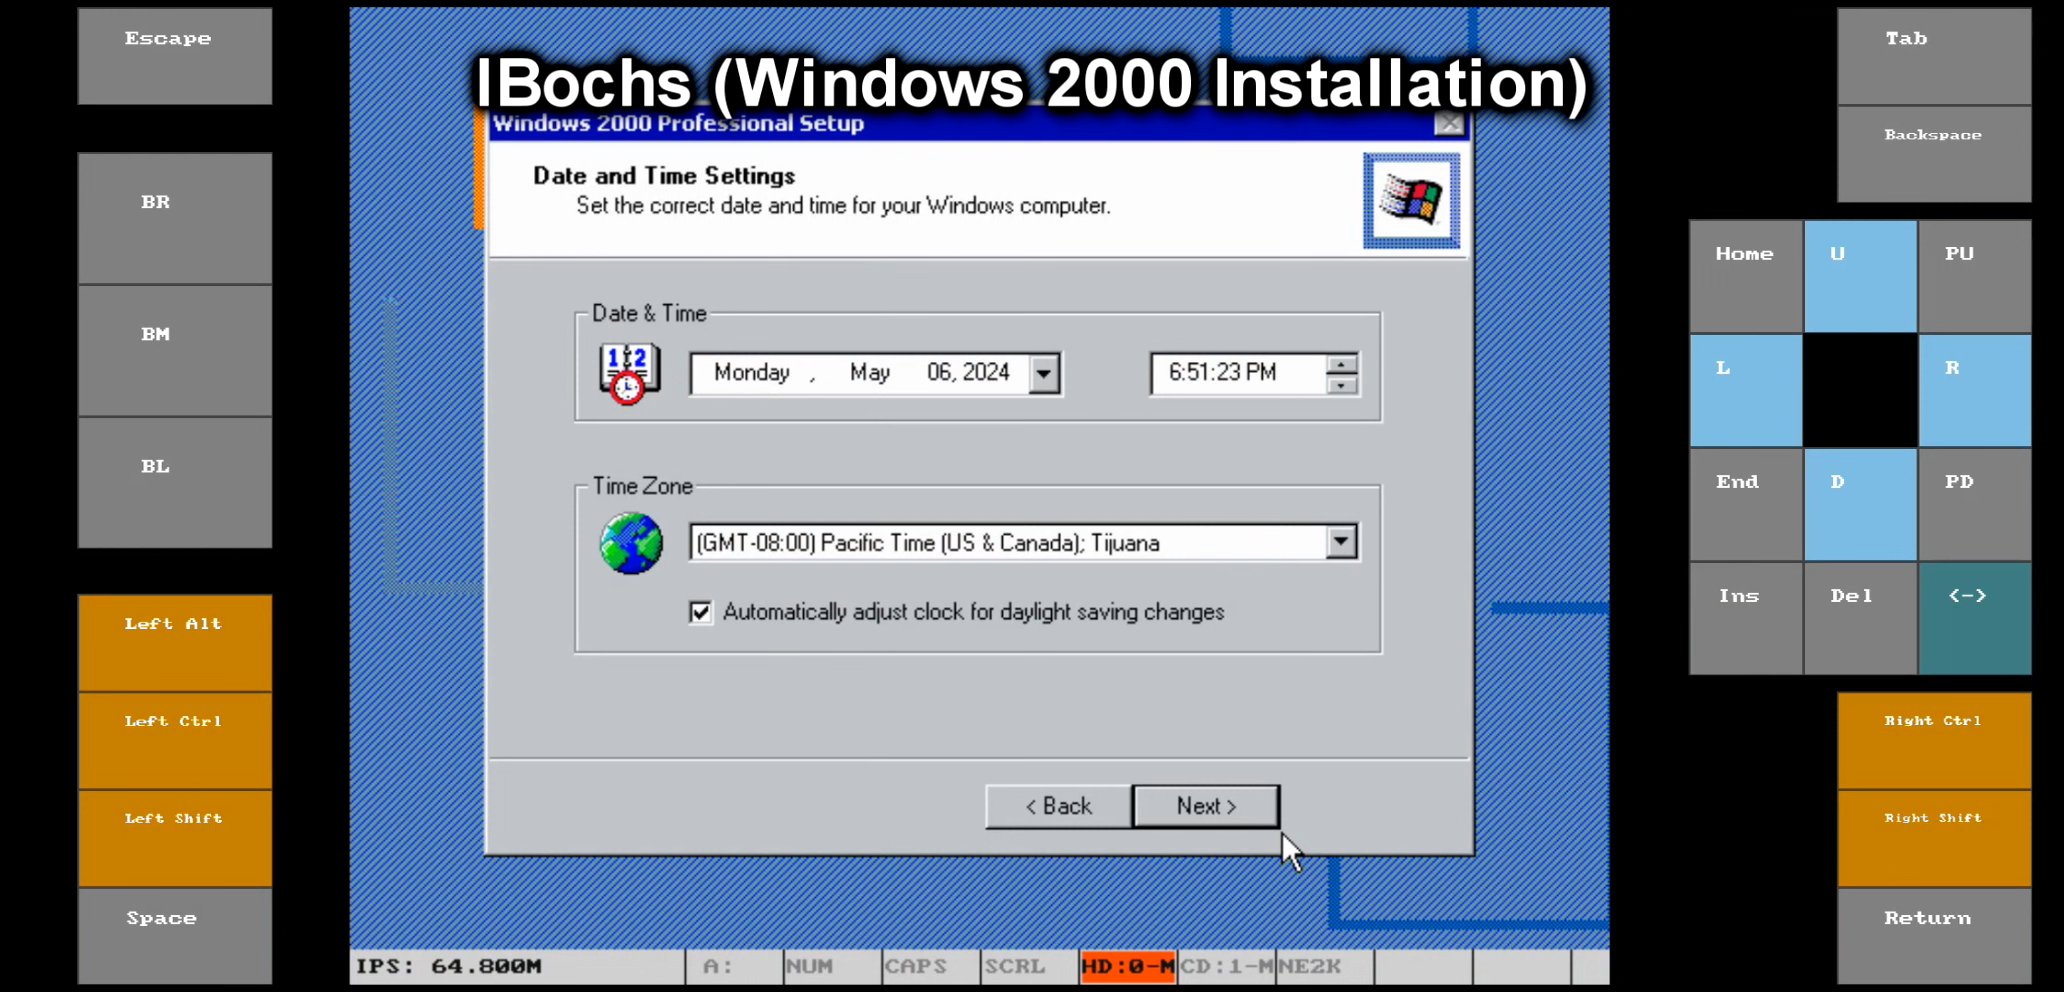 Escape
BR
BM
BL
Left Alt
Left Ctrl
Left Shift
Space
lBochs (Windows 2000 Installation)
Windows 2000 Professional Setup
Date and Time Settings
Set the correct date and time for your Windows computer.
Date & Time
12
Monday , May 06, 2024 6:51:23 PM
Time Zone
(GMT-08:00) Pacific Time (US & Canada); Tijuana
Automatically adjust clock for daylight saving changes
< Back Next >
IPS: 64.800M A: NUM CAPS SCRL HD:0-M CD:1-M NE2K
Tab
Backspace
Home U PU
L R
End D PD
Ins Del <->
Right Ctrl
Right Shift
Return